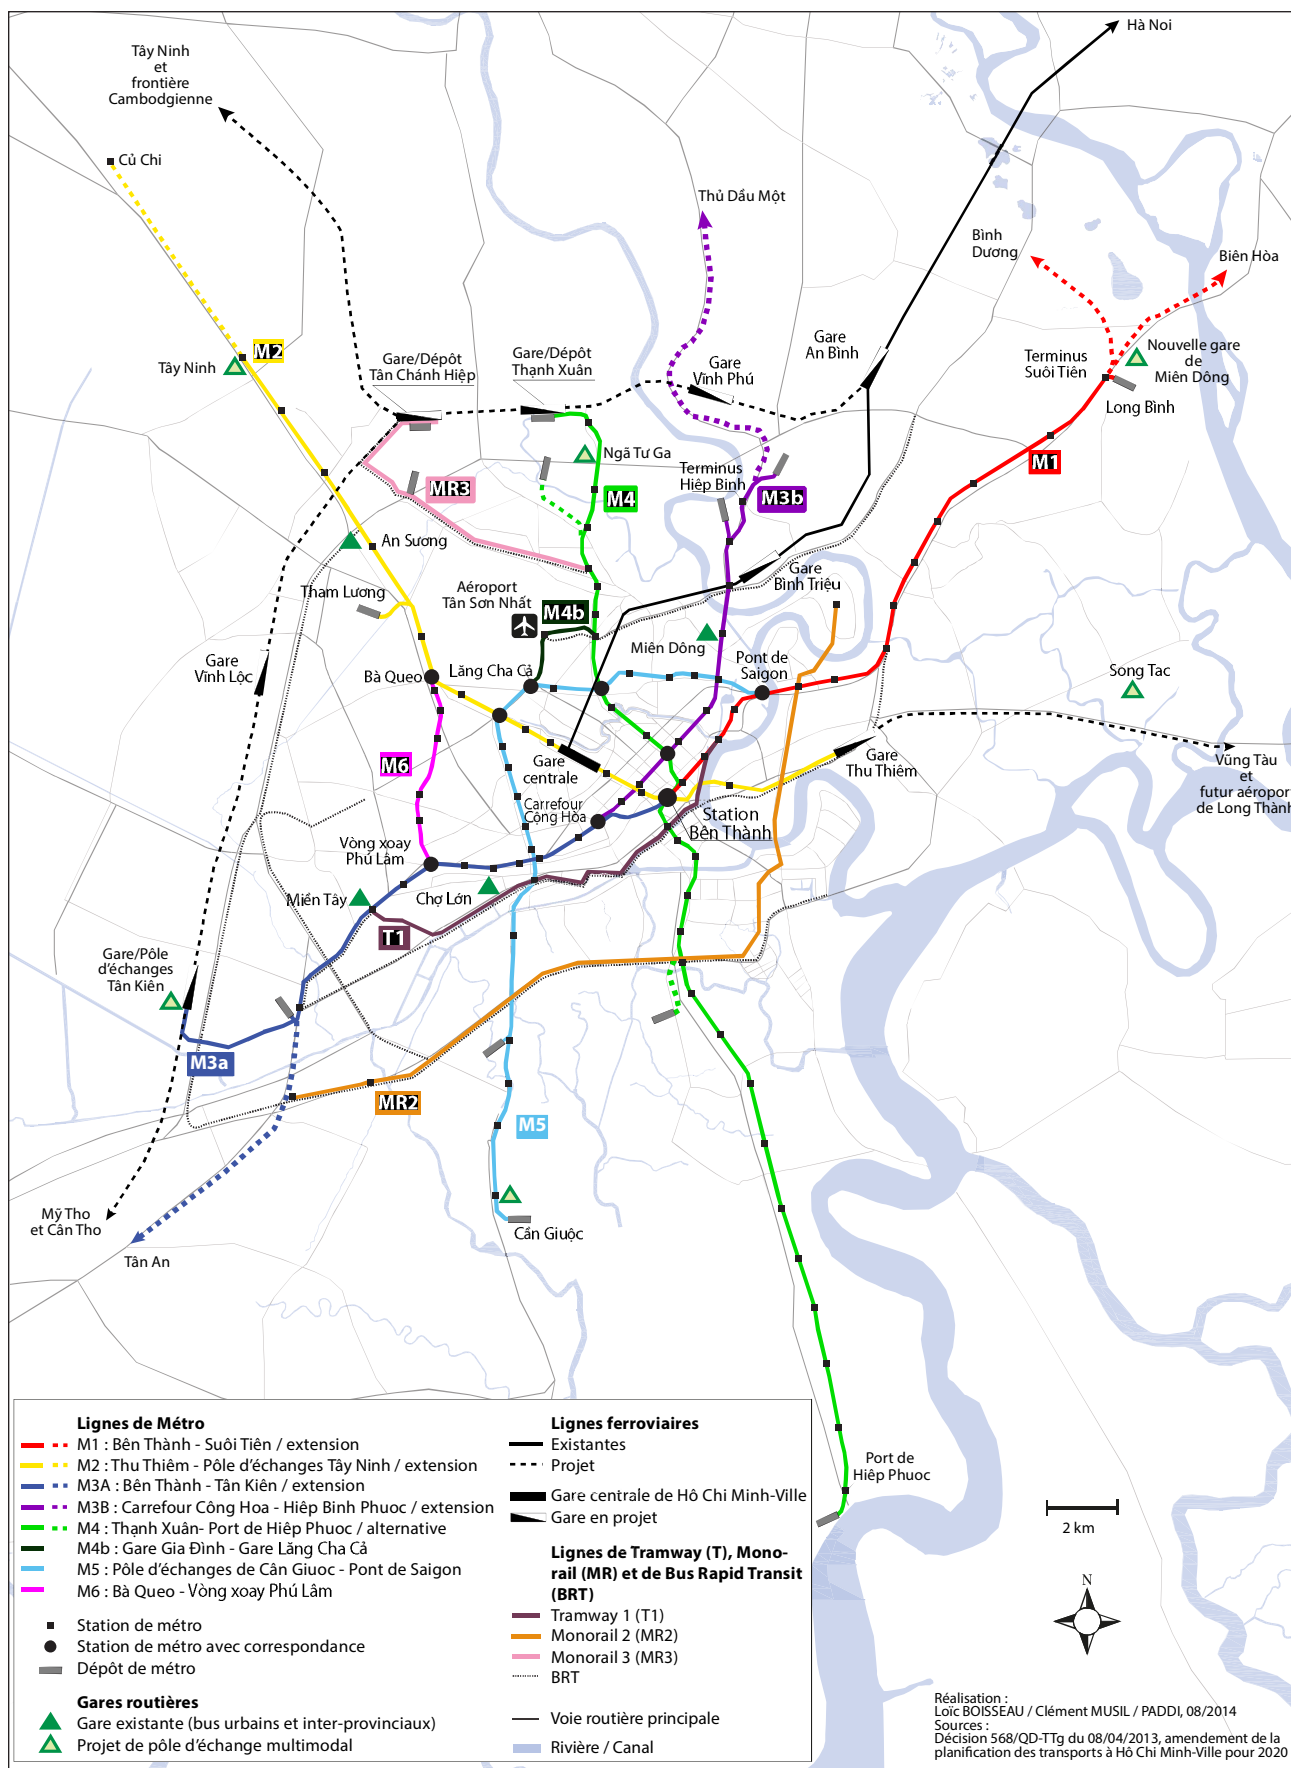 Hà Noi
Tây Ninh
et
frontière
Cambodgienne
Củ Chi
Thủ Dầu Một
Bình
Dương
Biên Hòa
Tây Ninh
M2
Gare/Dépôt
Tân Chánh Hiệp
Gare/Dépôt
Thạnh Xuân
Gare
Vĩnh Phú
Gare
An Bình
Terminus
Suôi Tiên
Nouvelle gare
de
Miên Dông
Long Bình
M1
Ngã Tư Ga
Terminus
Hiêp Binh
MR3
M4
M3b
An Sương
Tham Lương
Aéroport
Tân Sơn Nhất
M4b
Gare
Bình Triệu
Miên Dông
Pont de
Saigon
Gare
Vĩnh Lộc
Bà Queo
Lăng Cha Cả
Song Tac
M6
Gare
centrale
Gare
Thu Thiêm
Vũng Tàu
et
futur aéroport
de Long Thành
Carrefour
Cộng Hòa
Station
Bên Thành
Vòng xoay
Phú Lâm
Miền Tây
Chợ Lớn
T1
Gare/Pôle
d'échanges
Tân Kiên
M3a
MR2
M5
Mỹ Tho
et Cân Tho
Tân An
Cần Giuộc
Port de
Hiêp Phuoc
Lignes de Métro
M1 : Bên Thành - Suôi Tiên / extension
M2 : Thu Thiêm - Pôle d'échanges Tây Ninh / extension
M3A : Bên Thành - Tân Kiên / extension
M3B : Carrefour Công Hoa - Hiêp Binh Phuoc / extension
M4 : Thạnh Xuân- Port de Hiêp Phuoc / alternative
M4b : Gare Gia Đình - Gare Lăng Cha Cả
M5 : Pôle d'échanges de Cân Giuoc - Pont de Saigon
M6 : Bà Queo - Vòng xoay Phú Lâm
Station de métro
Station de métro avec correspondance
Dépôt de métro
Gares routières
Gare existante (bus urbains et inter-provinciaux)
Projet de pôle d'échange multimodal
Lignes ferroviaires
Existantes
Projet
Gare centrale de Hô Chi Minh-Ville
Gare en projet
Lignes de Tramway (T), Mono-
rail (MR) et de Bus Rapid Transit
(BRT)
Tramway 1 (T1)
Monorail 2 (MR2)
Monorail 3 (MR3)
BRT
Voie routière principale
Rivière / Canal
2 km
N
Réalisation :
Loïc BOISSEAU / Clément MUSIL / PADDI, 08/2014
Sources :
Décision 568/QD-TTg du 08/04/2013, amendement de la
planification des transports à Hô Chi Minh-Ville pour 2020